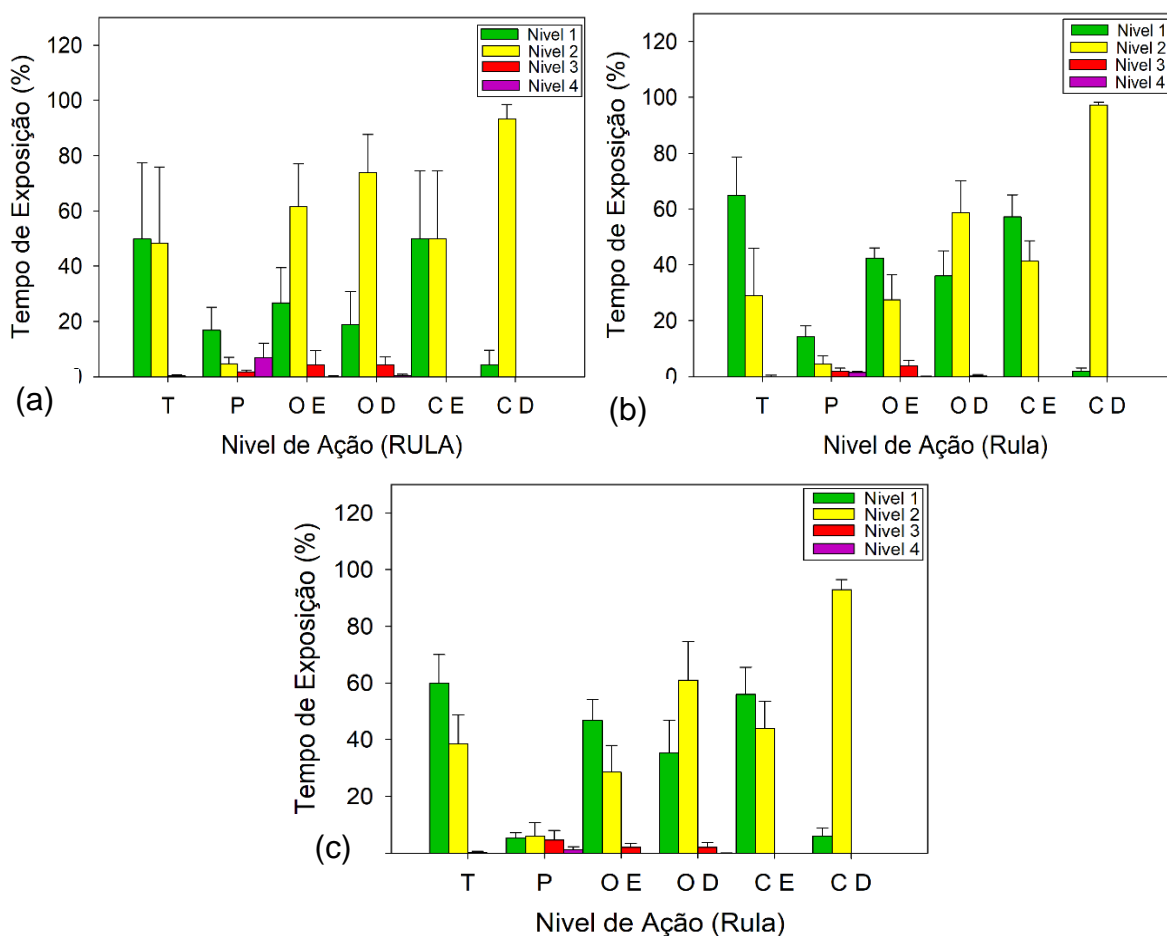 Nivel 1
Nivel 2
Nivel 3
Nivel 4
Tempo de Exposição (%)
120
100
80
60
40
20
T P O E O D C E C D
Nivel de Ação (RULA)
(a)
Nivel 1
Nivel 2
Nivel 3
Nivel 4
Tempo de Exposição (%)
120
100
80
60
40
20
0
T P O E O D C E C D
Nivel de Ação (Rula)
(b)
Nivel 1
Nivel 2
Nivel 3
Nivel 4
Tempo de Exposição (%)
120
100
80
60
40
20
T P O E O D C E C D
Nivel de Ação (Rula)
(c)